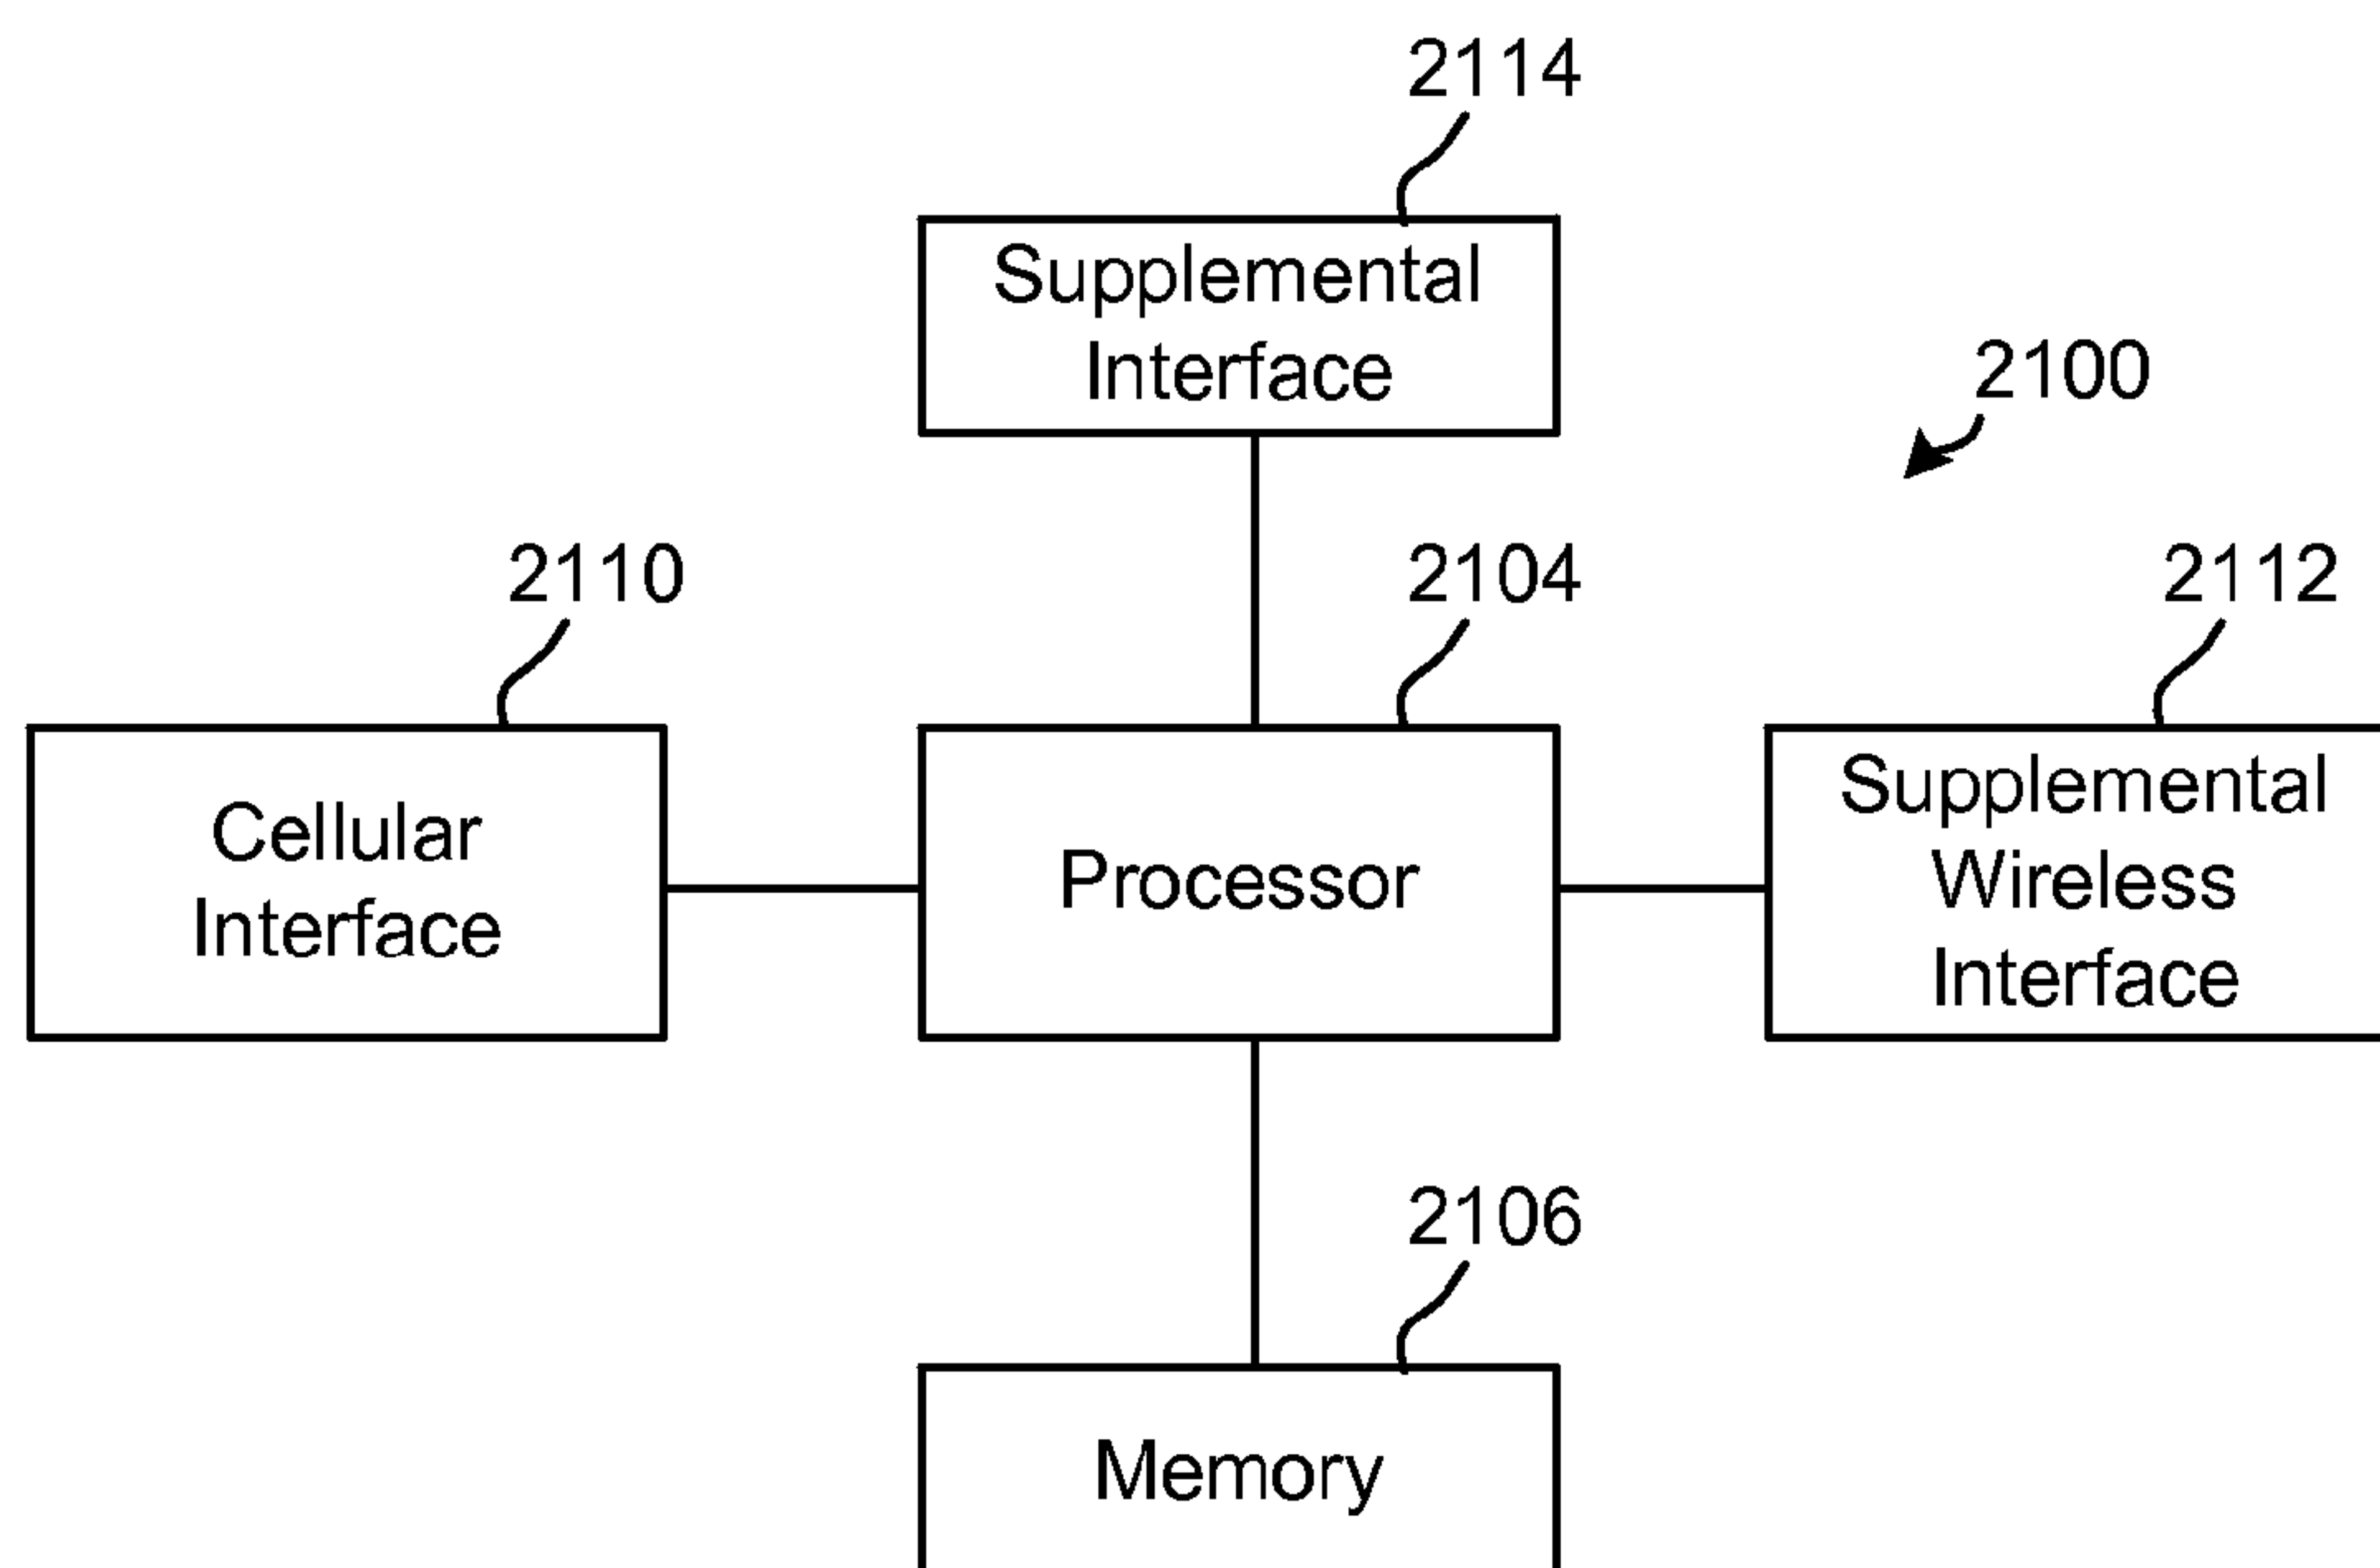 2114
Supplemental
Interface
2100
2110
2104
2112
Cellular
Interface
Processor
Supplemental
Wireless
Interface
2106
Memory